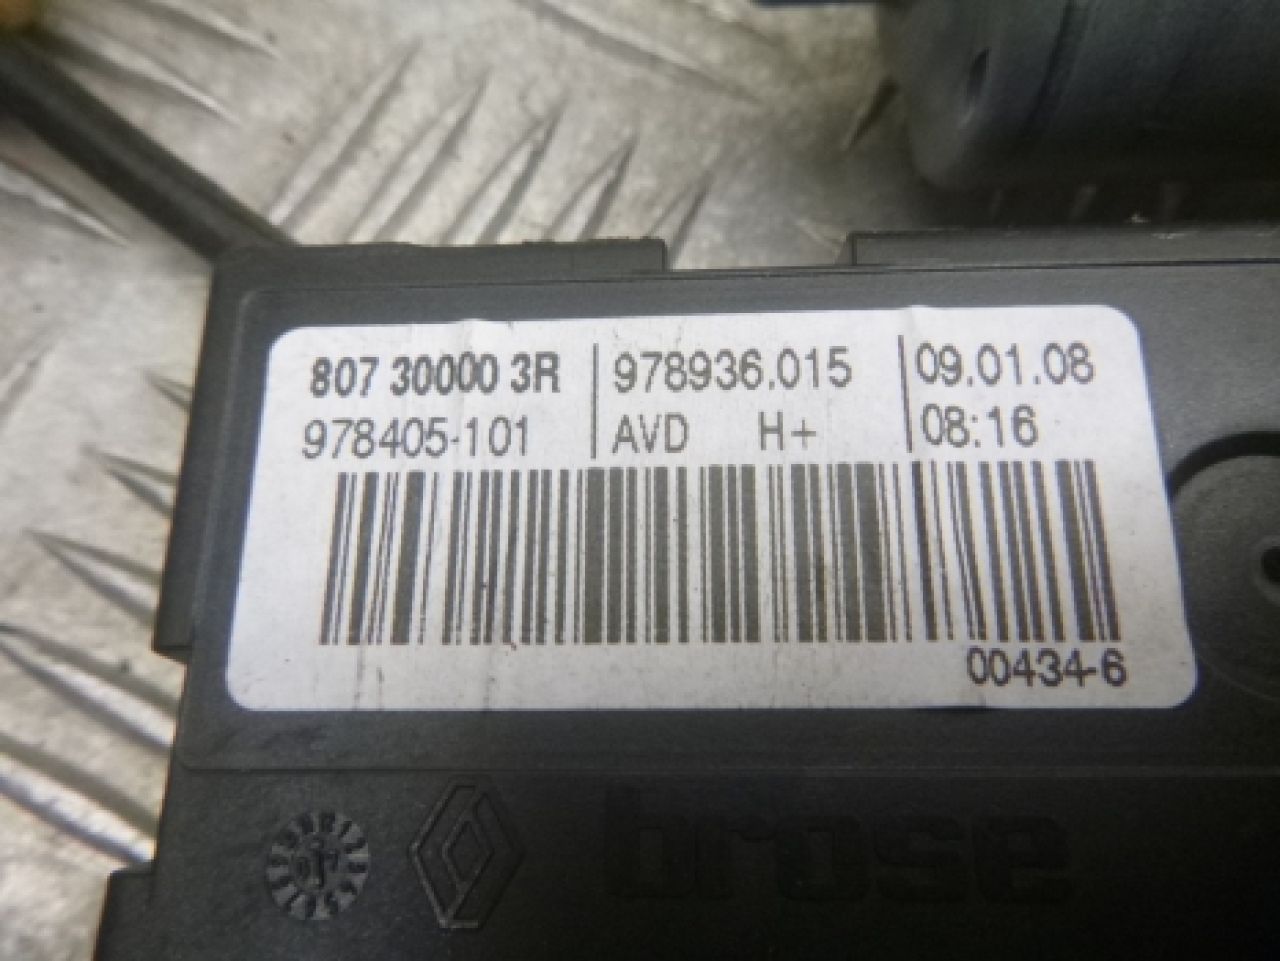 807 30000 3R 978936.015 09.01.08
978405-101 AVD H+ 08:16
00434-6
brose